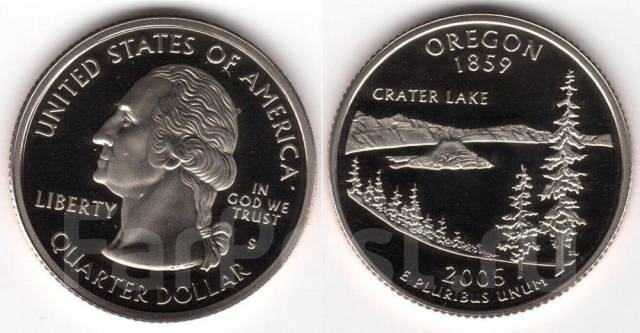 UNITED STATES OF AMERICA
LIBERTY
IN
GOD WE
TRUST
S
QUARTER DOLLAR
OREGON
1859
CRATER LAKE
2005
E PLURIBUS UNUM